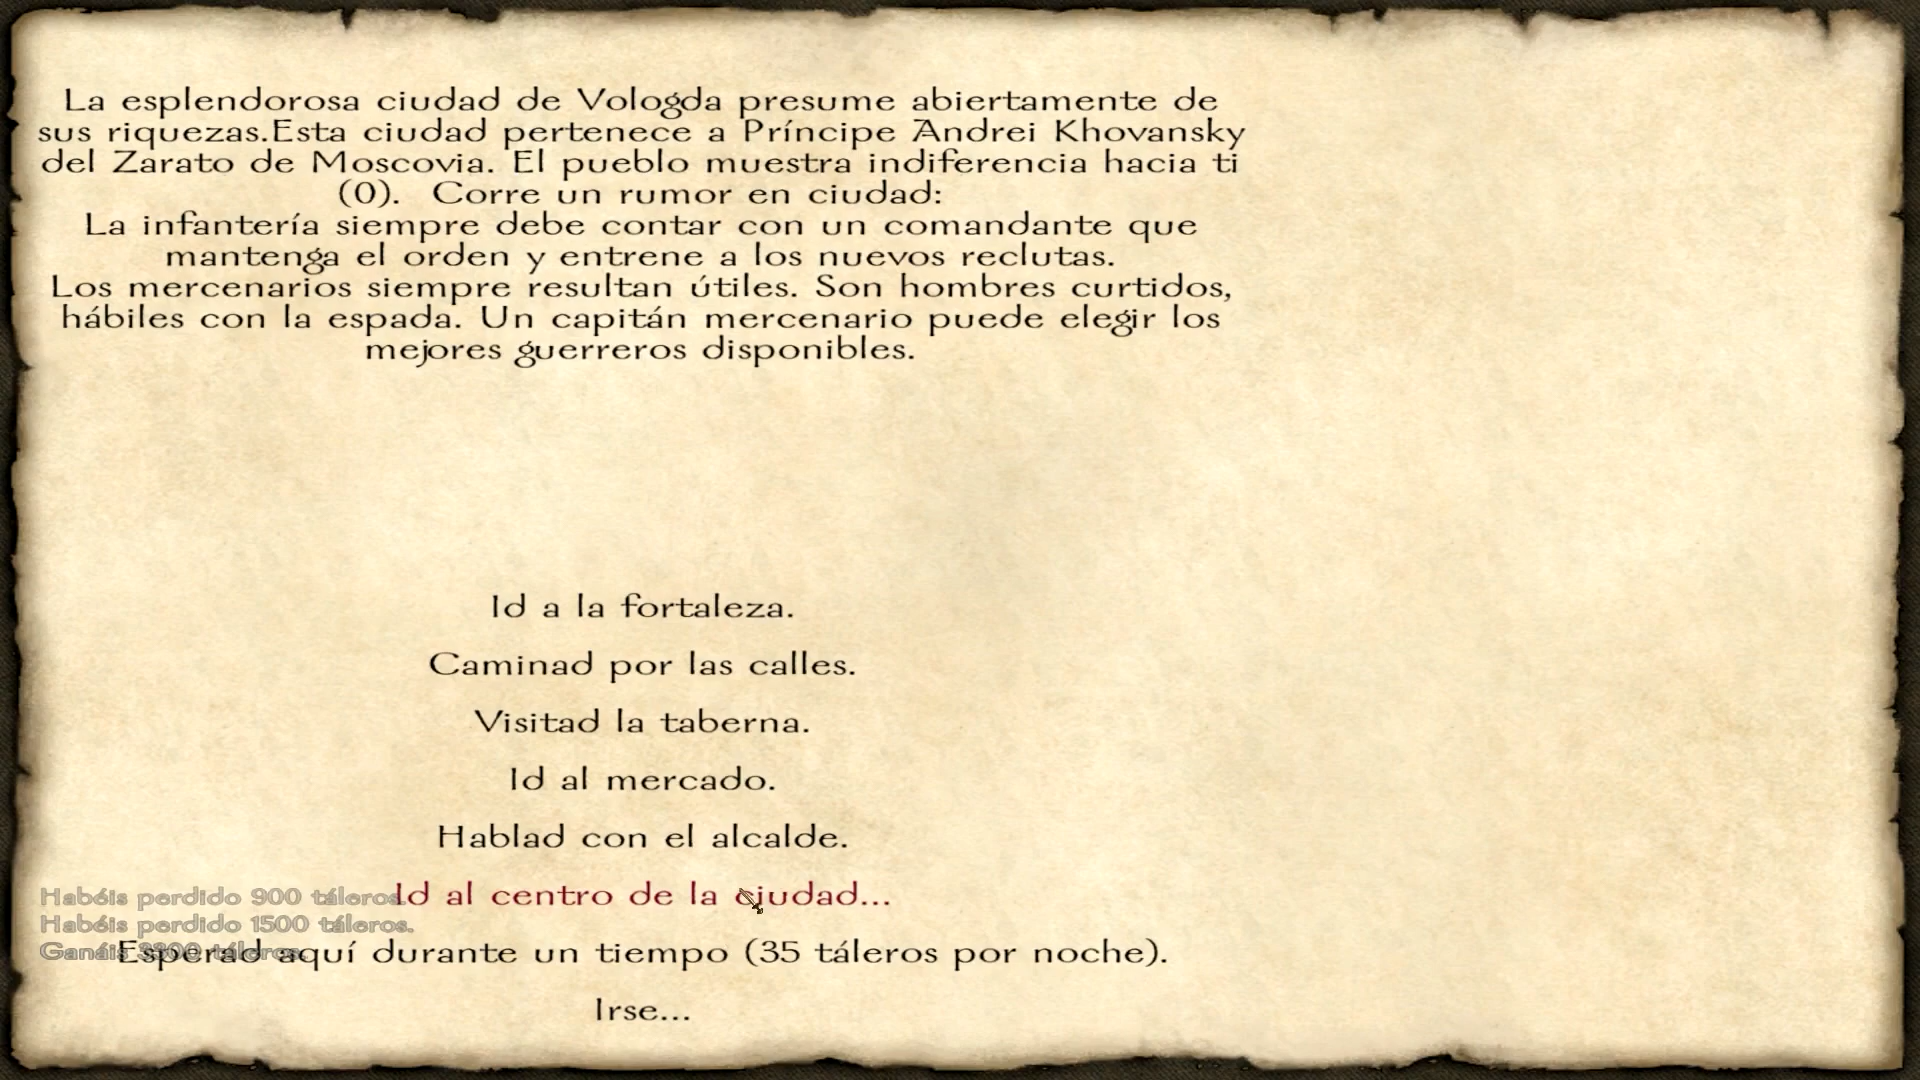 La esplendorosa ciudad de Vologda presume abiertamente de
sus riquezas.Esta ciudad pertenece a Príncipe Andrei Khovansky
del Zarato de Moscovia. El pueblo muestra indiferencia hacia ti
(0). Corre un rumor en ciudad:
La infantería siempre debe contar con un comandante que
mantenga el orden y entrene a los nuevos reclutas.
Los mercenarios siempre resultan útiles. Son hombres curtidos,
hábiles con la espada. Un capitán mercenario puede elegir los
mejores guerreros disponibles.
Id a la fortaleza.
Caminad por las calles.
Visitad la taberna.
Id al mercado.
Hablad con el alcalde.
Habéis perdido 900 táleros.
Id al centro de la ciudad...
Habéis perdido 1500 táleros.
Ganáis táleros.
Esperad aquí durante un tiempo (35 táleros por noche).
Irse...